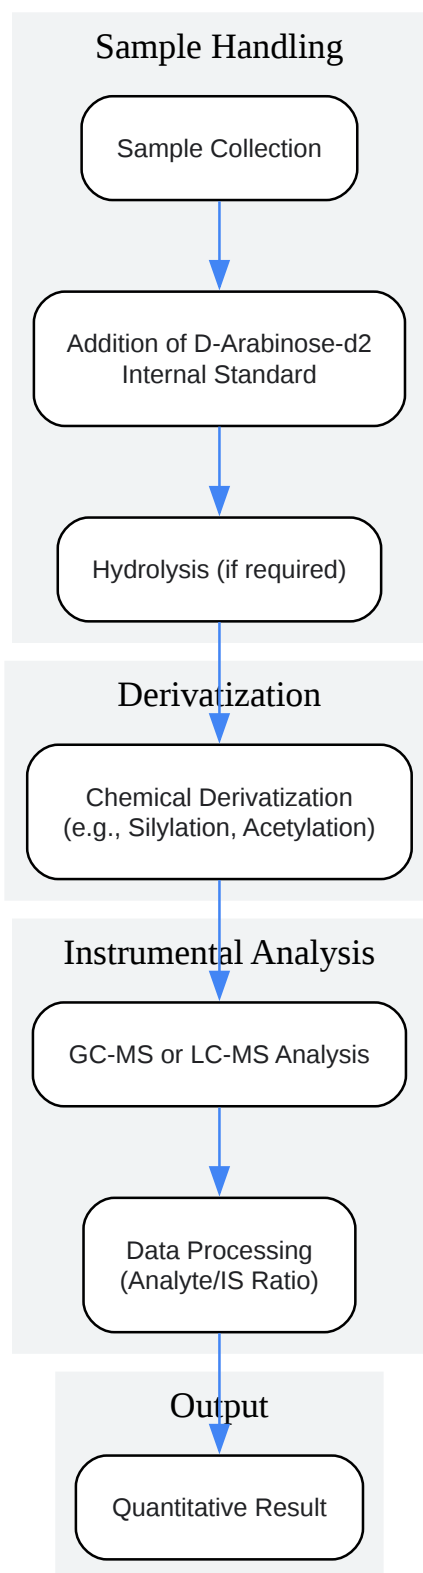 Sample Handling
Sample Collection
Addition of D-Arabinose-d2
Internal Standard
Hydrolysis (if required)
Derivatization
Chemical Derivatization
(e.g., Silylation, Acetylation)
Instrumental Analysis
GC-MS or LC-MS Analysis
Data Processing
(Analyte/IS Ratio)
Output
Quantitative Result